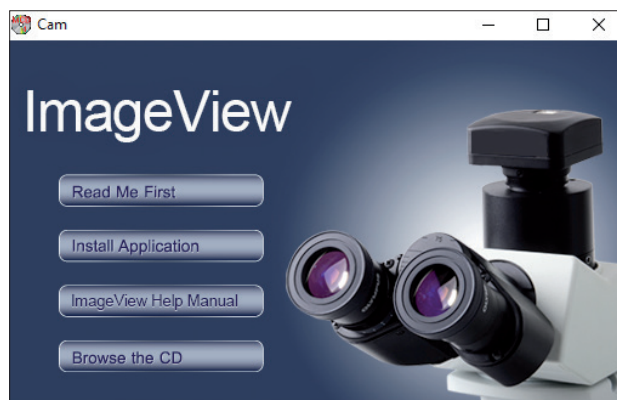 Cam
ImageView
Read Me First
Install Application
ImageView Help Manual
Browse the CD